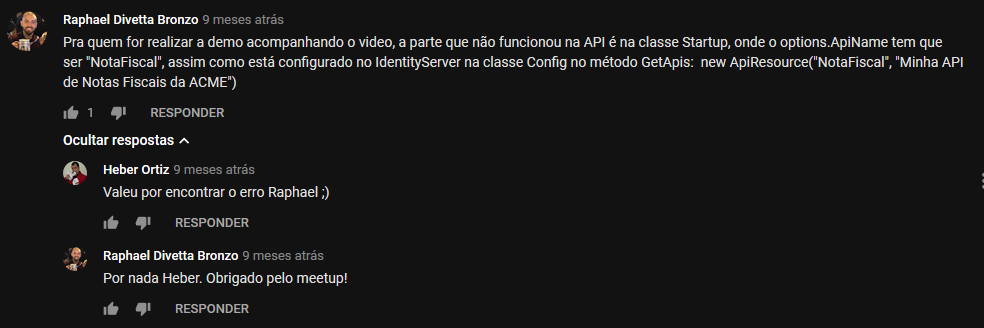 Raphael Divetta Bronzo 9 meses atrás
Pra quem for realizar a demo acompanhando o video, a parte que não funcionou na API é na classe Startup, onde o options.ApiName tem que
ser "NotaFiscal", assim como está configurado no IdentityServer na classe Config no método GetApis:  new ApiResource("NotaFiscal", "Minha API
de Notas Fiscais da ACME")
1 RESPONDER
Ocultar respostas
Heber Ortiz 9 meses atrás
Valeu por encontrar o erro Raphael ;)
RESPONDER
Raphael Divetta Bronzo 9 meses atrás
Por nada Heber. Obrigado pelo meetup!
RESPONDER